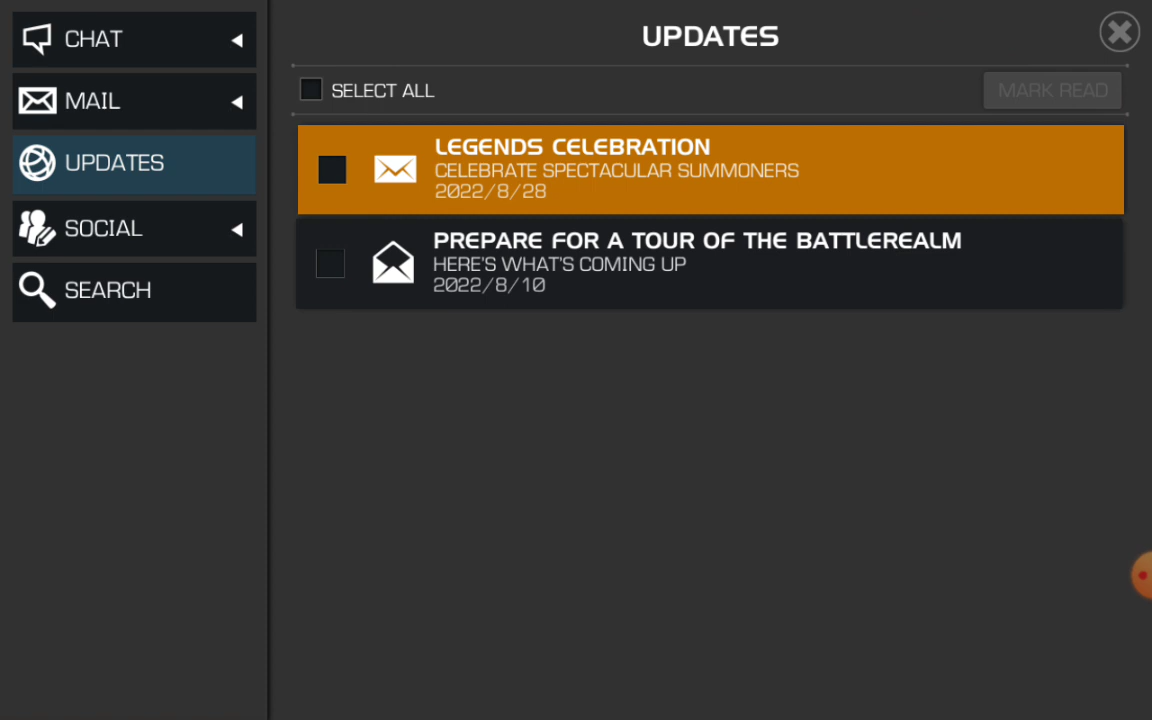 CHAT
MAIL
UPDATES
SOCIAL
SEARCH
UPDATES
SELECT ALL
MARK READ
LEGENDS CELEBRATION
CELEBRATE SPECTACULAR SUMMONERS
2022/8/28
PREPARE FOR A TOUR OF THE BATTLEREALM
HERE'S WHAT'S COMING UP
2022/8/10